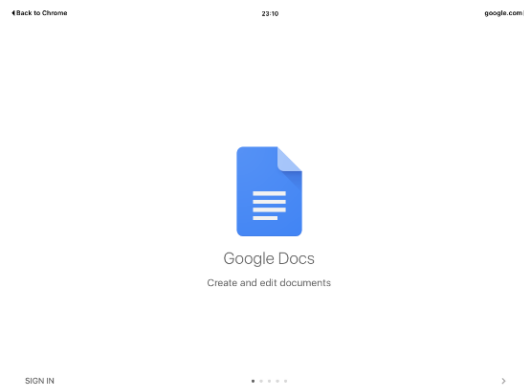 Back to Chrome
23:10
google.com
Google Docs
Create and edit documents
SIGN IN